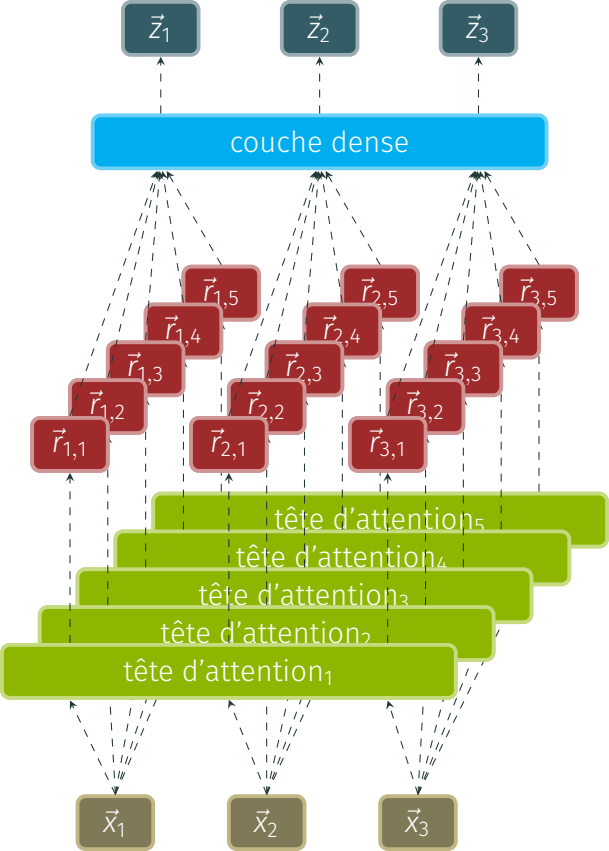 z⃗₁ z⃗₂ z⃗₃
couche dense
r⃗₁,₅ r⃗₂,₅ r⃗₃,₅
r⃗₁,₄ r⃗₂,₄ r⃗₃,₄
r⃗₁,₃ r⃗₂,₃ r⃗₃,₃
r⃗₁,₂ r⃗₂,₂ r⃗₃,₂
r⃗₁,₁ r⃗₂,₁ r⃗₃,₁
tête d’attention₅
tête d’attention₄
tête d’attention₃
tête d’attention₂
tête d’attention₁
x⃗₁ x⃗₂ x⃗₃